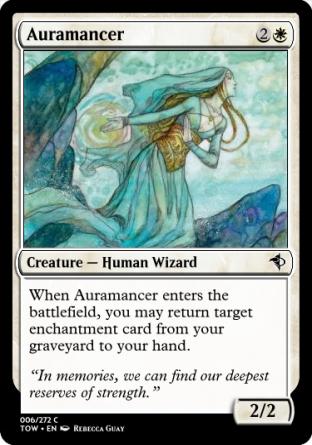 Auramancer 2
Creature — Human Wizard
When Auramancer enters the
battlefield, you may return target
enchantment card from your
graveyard to your hand.
"In memories, we can find our deepest
reserves of strength."
2/2
006/272 C
TOW • EN Rebecca Guay